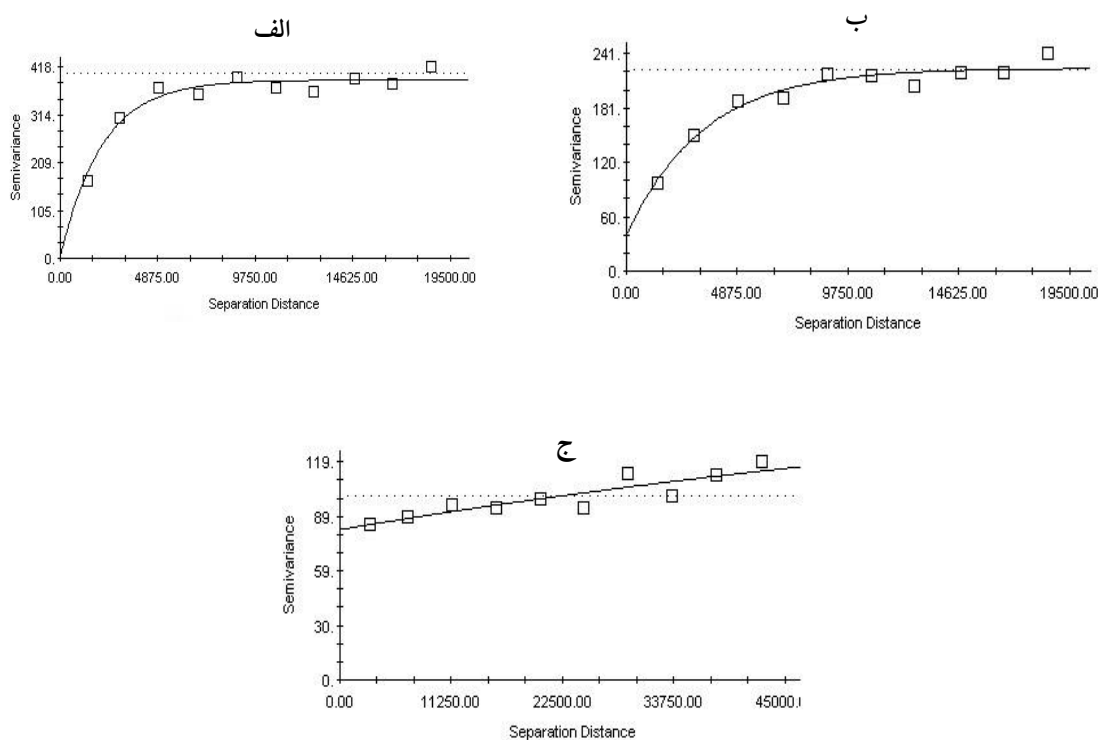 الف
418.
314.
209.
105.
0.
0.00 4875.00 9750.00 14625.00 19500.00
Separation Distance
Semivariance
ب
241.
181.
120.
60.
0.
0.00 4875.00 9750.00 14625.00 19500.00
Separation Distance
Semivariance
ج
119.
89.
59.
30.
0.
0.00 11250.00 22500.00 33750.00 45000.
Separation Distance
Semivariance